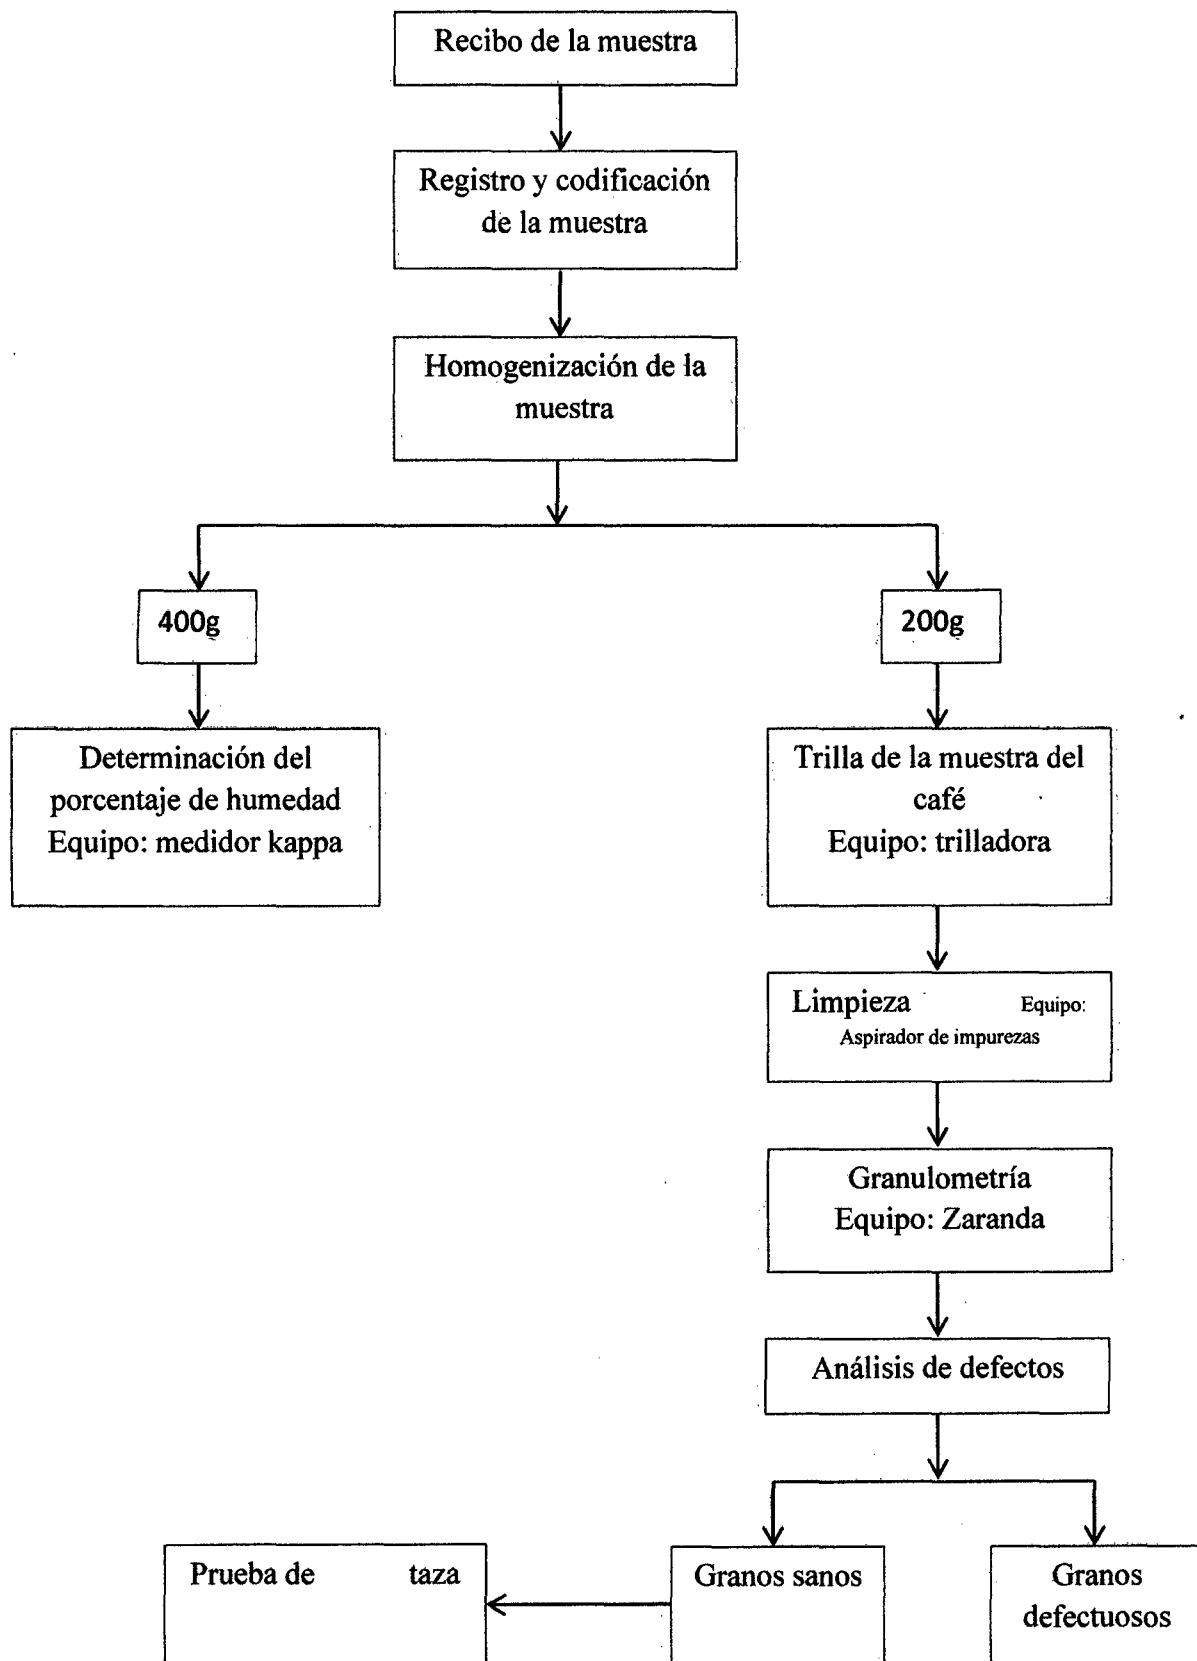 Recibo de la muestra
Registro y codificación
de la muestra
Homogenización de la
muestra
400g
200g
Determinación del
porcentaje de humedad
Equipo: medidor kappa
Trilla de la muestra del
café
Equipo: trilladora
Limpieza Equipo:
Aspirador de impurezas
Granulometría
Equipo: Zaranda
Análisis de defectos
Prueba de taza
Granos sanos
Granos
defectuosos